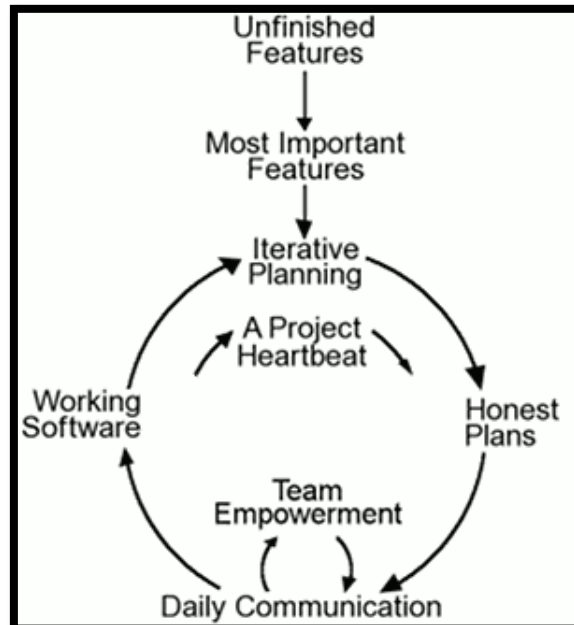 Unfinished
Features
Most Important
Features
Iterative
Planning
A Project
Heartbeat
Working
Software
Honest
Plans
Team
Empowerment
Daily Communication